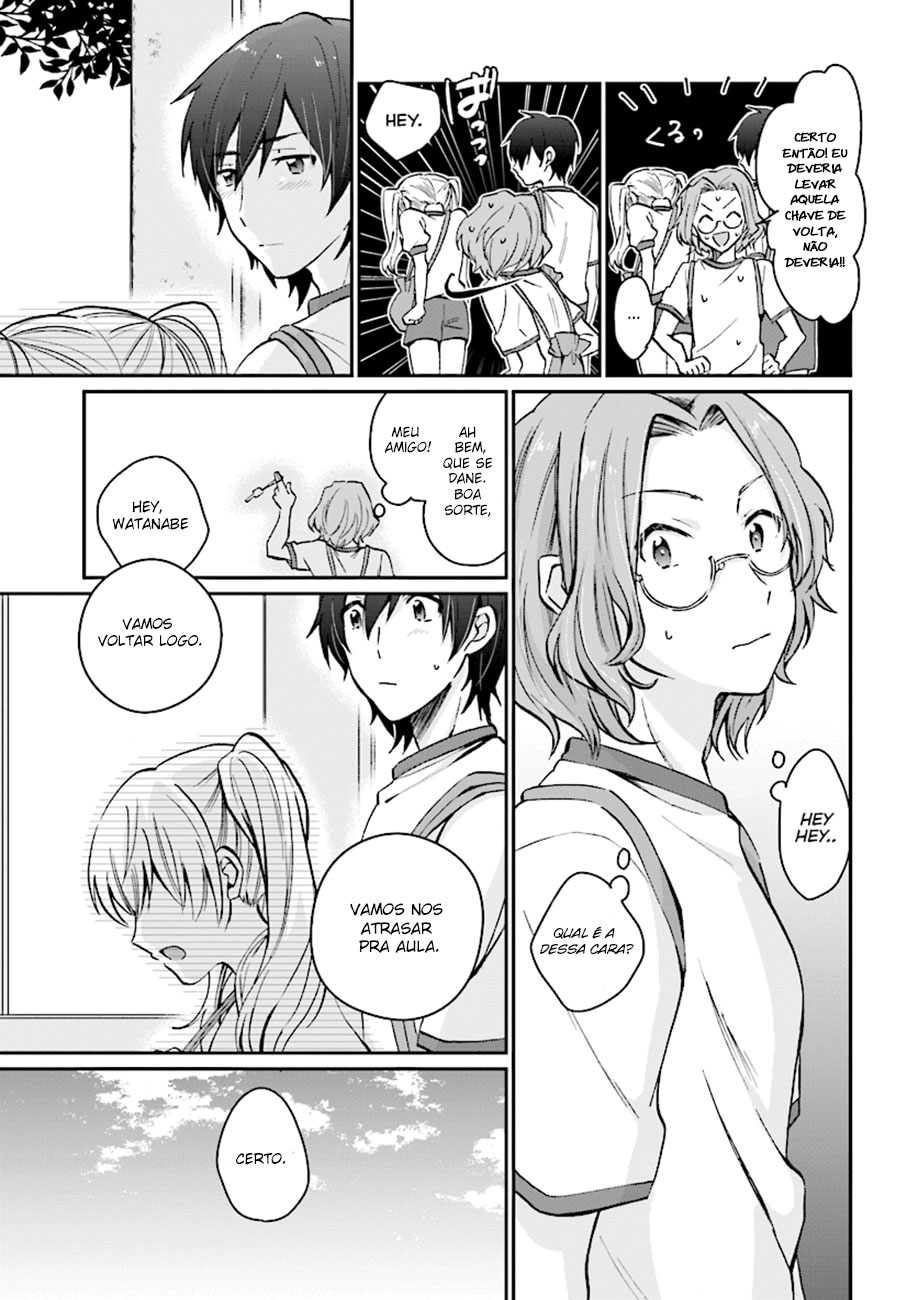 CERTO
ENTÃO! EU
DEVERIA
LEVAR
AQUELA
CHAVE DE
VOLTA,
NÃO
DEVERIA!!
...
くるっ
HEY.
ばっっっ
HEY
HEY..
QUAL É A
DESSA CARA?
AH
BEM,
QUE SE
DANE.
BOA
SORTE,
MEU
AMIGO!
HEY,
WATANABE
VAMOS
VOLTAR LOGO.
VAMOS NOS
ATRASAR
PRA AULA.
CERTO.